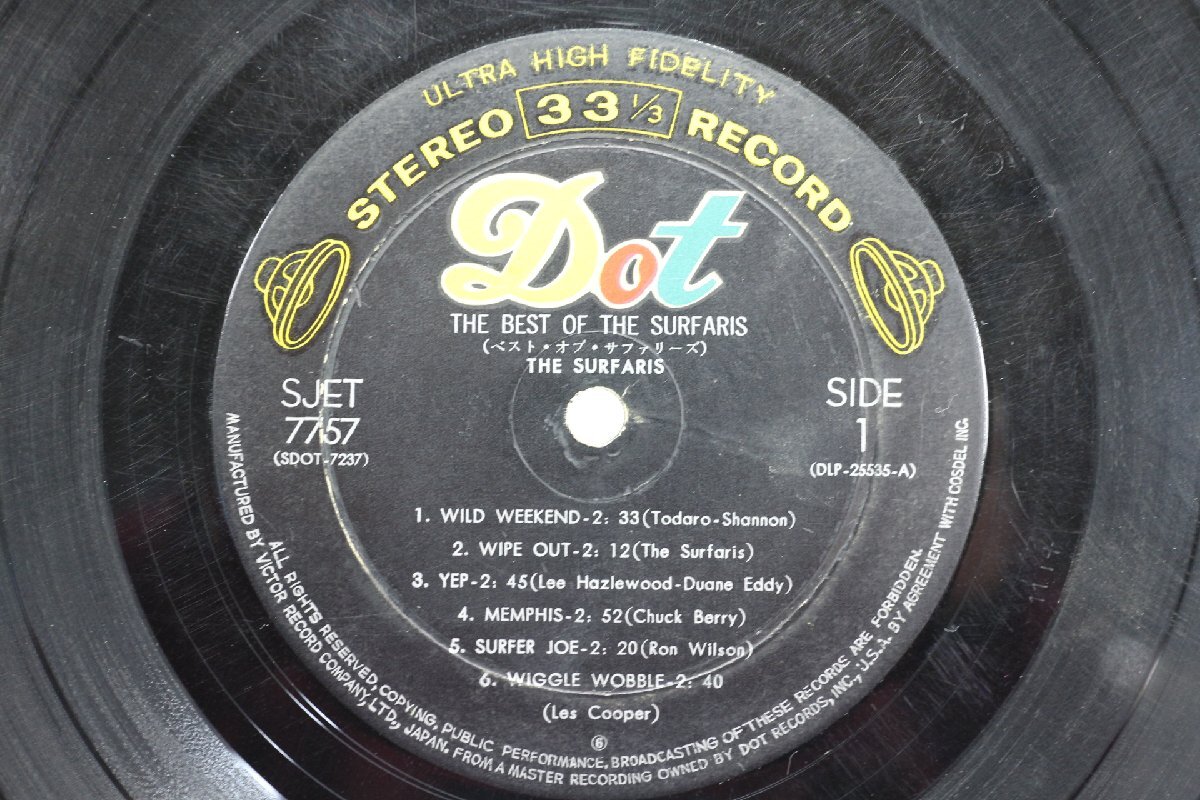 ULTRA HIGH FIDELITY
STEREO 33 1/3 RECORD
Dot
THE BEST OF THE SURFARIS
(ベスト・オブ・サファリーズ)
THE SURFARIS
SJET
7757
(SDOT-7237)
SIDE
1
(DLP-25535-A)
1. WILD WEEKEND-2: 33(Todaro-Shannon)
2. WIPE OUT-2: 12(The Surfaris)
3. YEP-2: 45(Lee Hazlewood-Duane Eddy)
4. MEMPHIS-2: 52(Chuck Berry)
5. SURFER JOE-2: 20(Ron Wilson)
6. WIGGLE WOBBLE-2: 40
(Les Cooper)
6
ALL RIGHTS RESERVED, COPYING, PUBLIC PERFORMANCE, BROADCASTING OF THESE RECORDS ARE FORBIDDEN.
MANUFACTURED BY VICTOR RECORD COMPANY, LTD., JAPAN. FROM A MASTER RECORDING OWNED BY DOT RECORDS, INC., U.S.A. BY AGREEMENT WITH COSDEL INC.